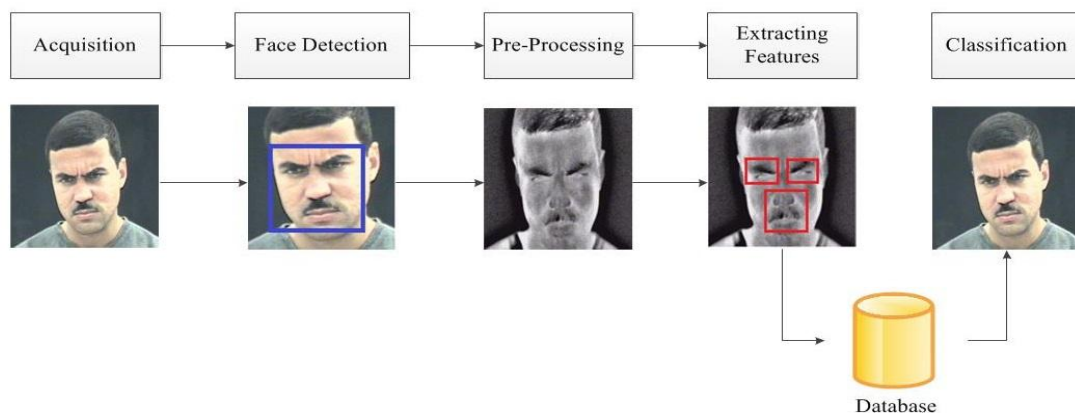 Acquisition
Face Detection
Pre-Processing
Extracting
Features
Classification
Database